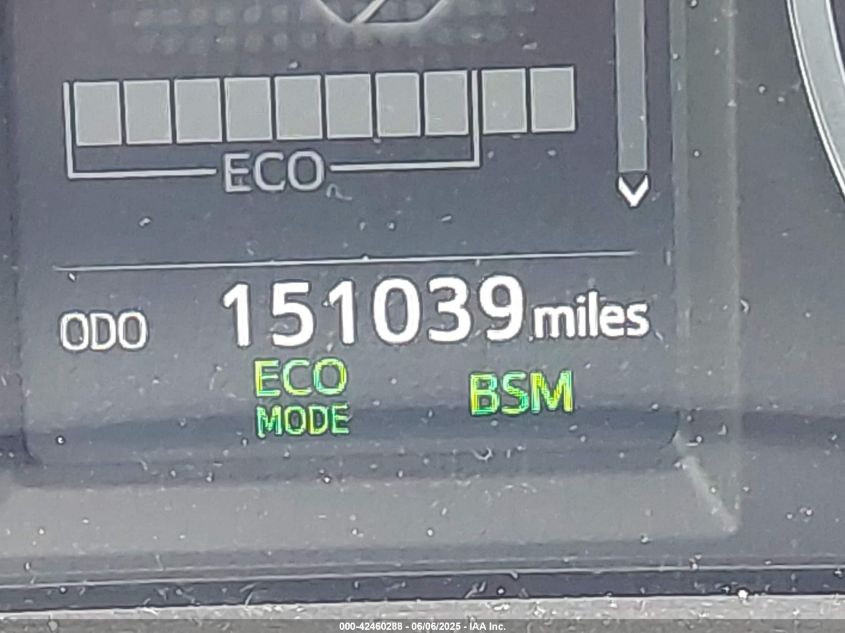 ECO
ODO 151039 miles
ECO BSM
MODE
000-42460288 - 06/06/2025 - IAA Inc.